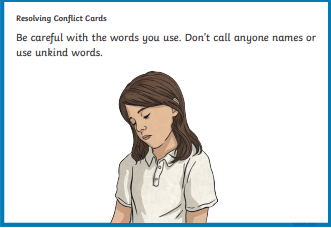 Resolving Conflict Cards
Be careful with the words you use. Don't call anyone names or
use unkind words.